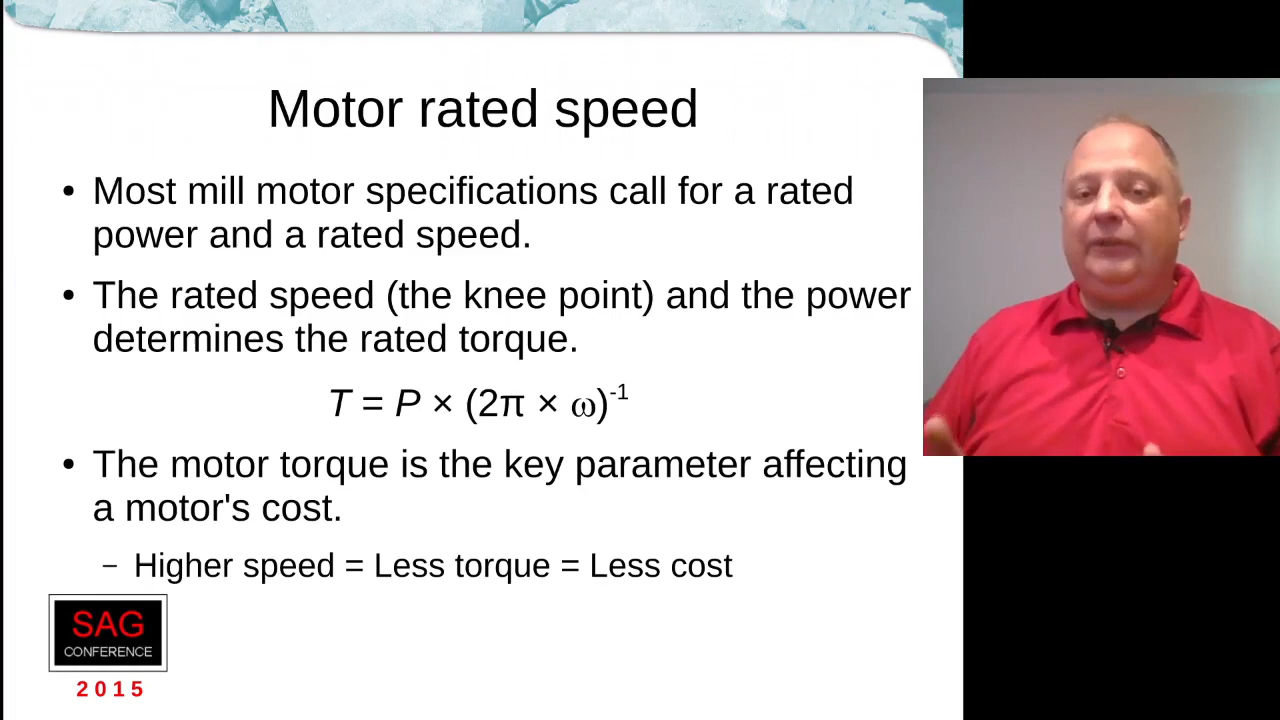 Motor rated speed
• Most mill motor specifications call for a rated
power and a rated speed.
• The rated speed (the knee point) and the power
determines the rated torque.
T = P × (2π × ω)⁻¹
• The motor torque is the key parameter affecting
a motor's cost.
– Higher speed = Less torque = Less cost
SAG
CONFERENCE
2015